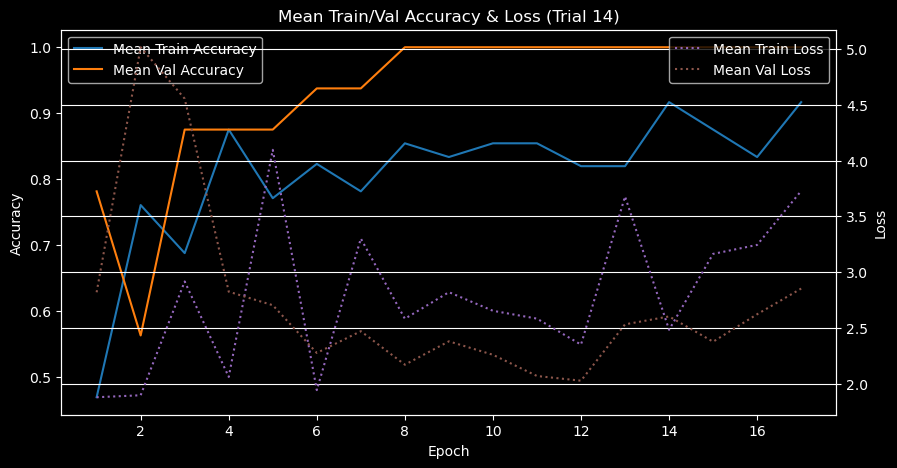 Mean Train/Val Accuracy & Loss (Trial 14)
Mean Train Accuracy
Mean Val Accuracy
Mean Train Loss
Mean Val Loss
Accuracy
1.0
0.9
0.8
0.7
0.6
0.5
5.0
4.5
4.0
3.5
3.0
2.5
2.0
Loss
2 4 6 8 10 12 14 16
Epoch